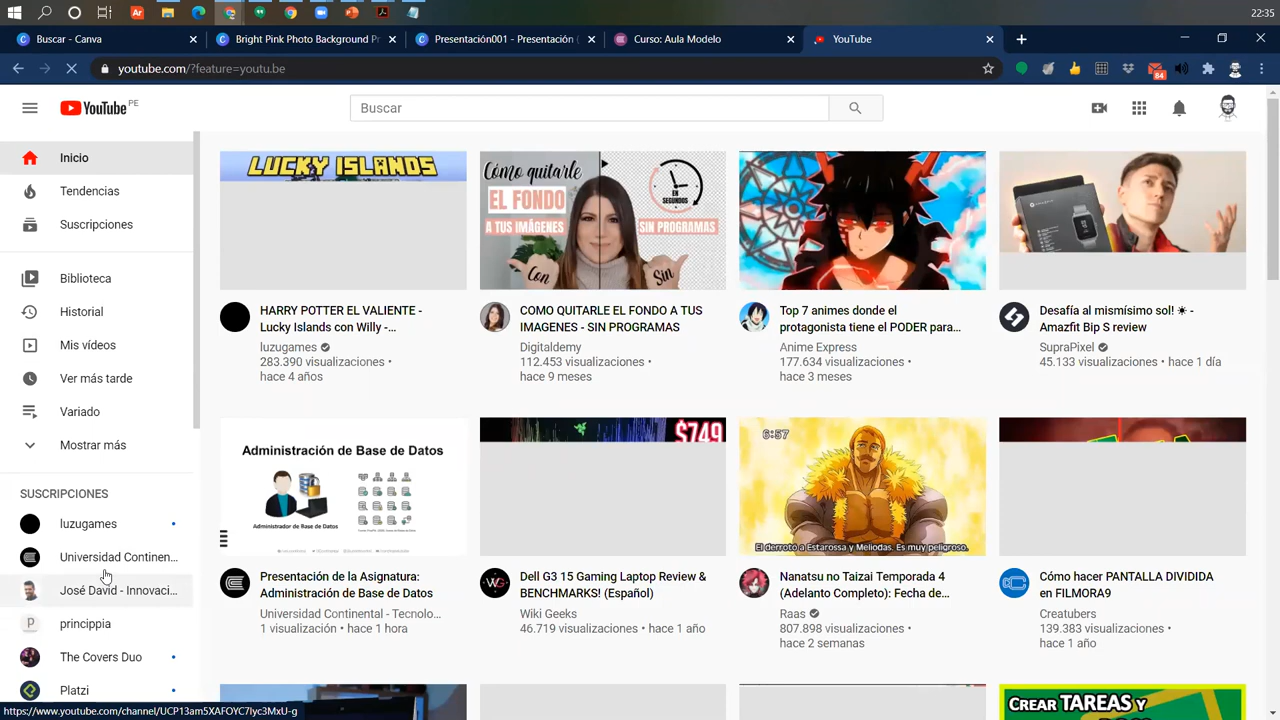 22:35
Buscar - Canva
Bright Pink Photo Background Pr
Presentación001 - Presentación (
Curso: Aula Modelo
YouTube
youtube.com/?feature=youtu.be
64
YouTube PE
Buscar
Inicio
Tendencias
Suscripciones
Biblioteca
Historial
Mis vídeos
Ver más tarde
Variado
Mostrar más
SUSCRIPCIONES
luzugames
Universidad Continen...
José David - Innovaci...
princippia
The Covers Duo
Platzi
https://www.youtube.com/channel/UCP13am5XAFOYC7Iyc3MxU-g
LUCKY ISLANDS
HARRY POTTER EL VALIENTE -
Lucky Islands con Willy -...
luzugames
283.390 visualizaciones •
hace 4 años
Cómo quitarle
EL FONDO
A TUS IMÁGENES
EN
SEGUNDOS
SIN PROGRAMAS
Con
Sin
COMO QUITARLE EL FONDO A TUS
IMAGENES - SIN PROGRAMAS
Digitaldemy
112.453 visualizaciones •
hace 9 meses
Top 7 animes donde el
protagonista tiene el PODER para...
Anime Express
177.634 visualizaciones •
hace 3 meses
Desafía al mismísimo sol! ☀ -
Amazfit Bip S review
SupraPixel
45.133 visualizaciones • hace 1 día
Administración de Base de Datos
Administrador de Base de Datos
Presentación de la Asignatura:
Administración de Base de Datos
Universidad Continental - Tecnolo...
1 visualización • hace 1 hora
$749
Dell G3 15 Gaming Laptop Review &
BENCHMARKS! (Español)
Wiki Geeks
46.719 visualizaciones • hace 1 año
6:57
El derroto a Estarossa y Meliodas. Es muy peligroso.
Nanatsu no Taizai Temporada 4
(Adelanto Completo): Fecha de...
Raas
807.898 visualizaciones •
hace 2 semanas
Cómo hacer PANTALLA DIVIDIDA
en FILMORA9
Creatubers
139.383 visualizaciones •
hace 1 año
CREAR TAREAS Y